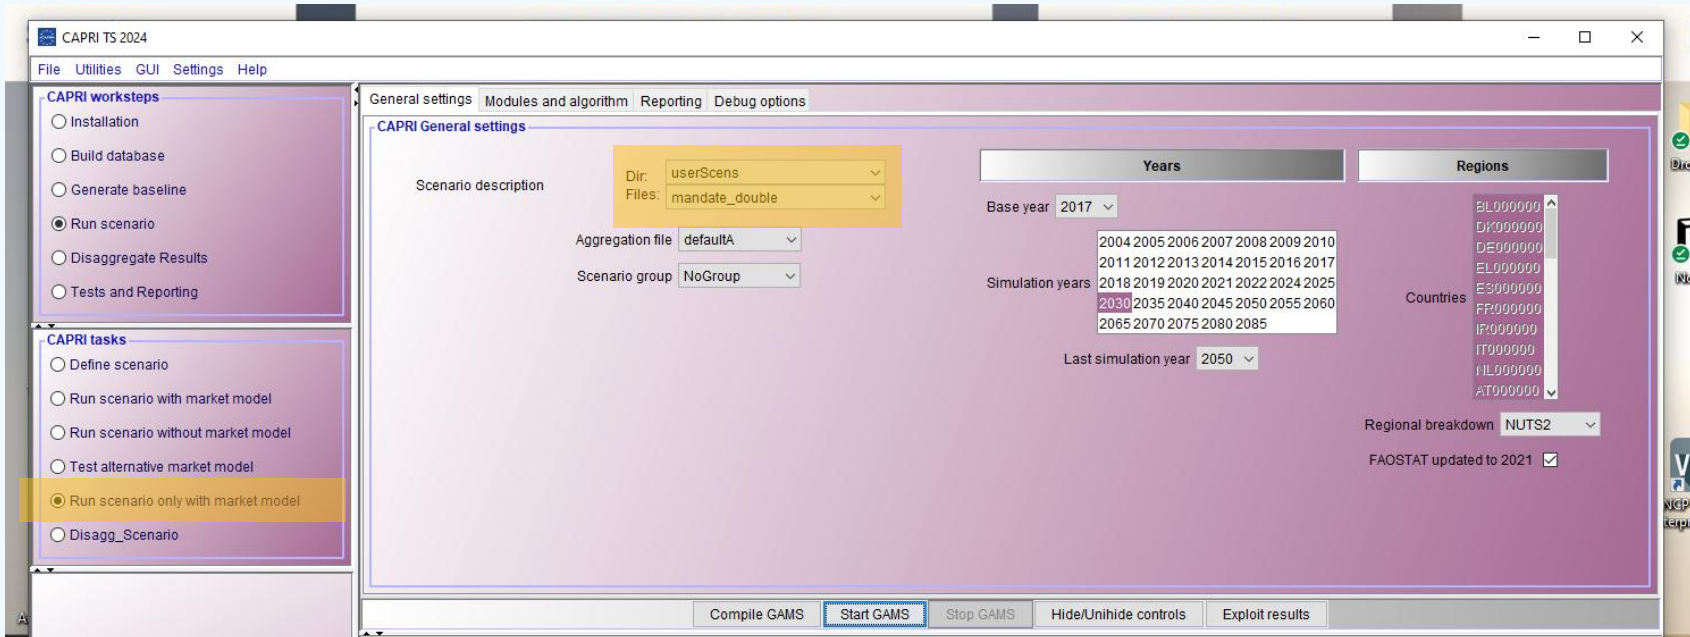 CAPRI TS 2024
File Utilities GUI Settings Help
CAPRI worksteps
Installation
Build database
Generate baseline
Run scenario
Disaggregate Results
Tests and Reporting
CAPRI tasks
Define scenario
Run scenario with market model
Run scenario without market model
Test alternative market model
Run scenario only with market model
Disagg_Scenario
General settings Modules and algorithm Reporting Debug options
CAPRI General settings
Scenario description
Dir: userScens
Files: mandate_double
Aggregation file defaultA
Scenario group NoGroup
Years
Base year 2017
Simulation years
2004 2005 2006 2007 2008 2009 2010
2011 2012 2013 2014 2015 2016 2017
2018 2019 2020 2021 2022 2024 2025
2030 2035 2040 2045 2050 2055 2060
2065 2070 2075 2080 2085
Last simulation year 2050
Regions
Countries
BL000000
DK000000
DE000000
EL000000
ES000000
FR000000
IR000000
IT000000
NL000000
AT000000
Regional breakdown NUTS2
FAOSTAT updated to 2021
Compile GAMS Start GAMS Stop GAMS Hide/Unihide controls Exploit results